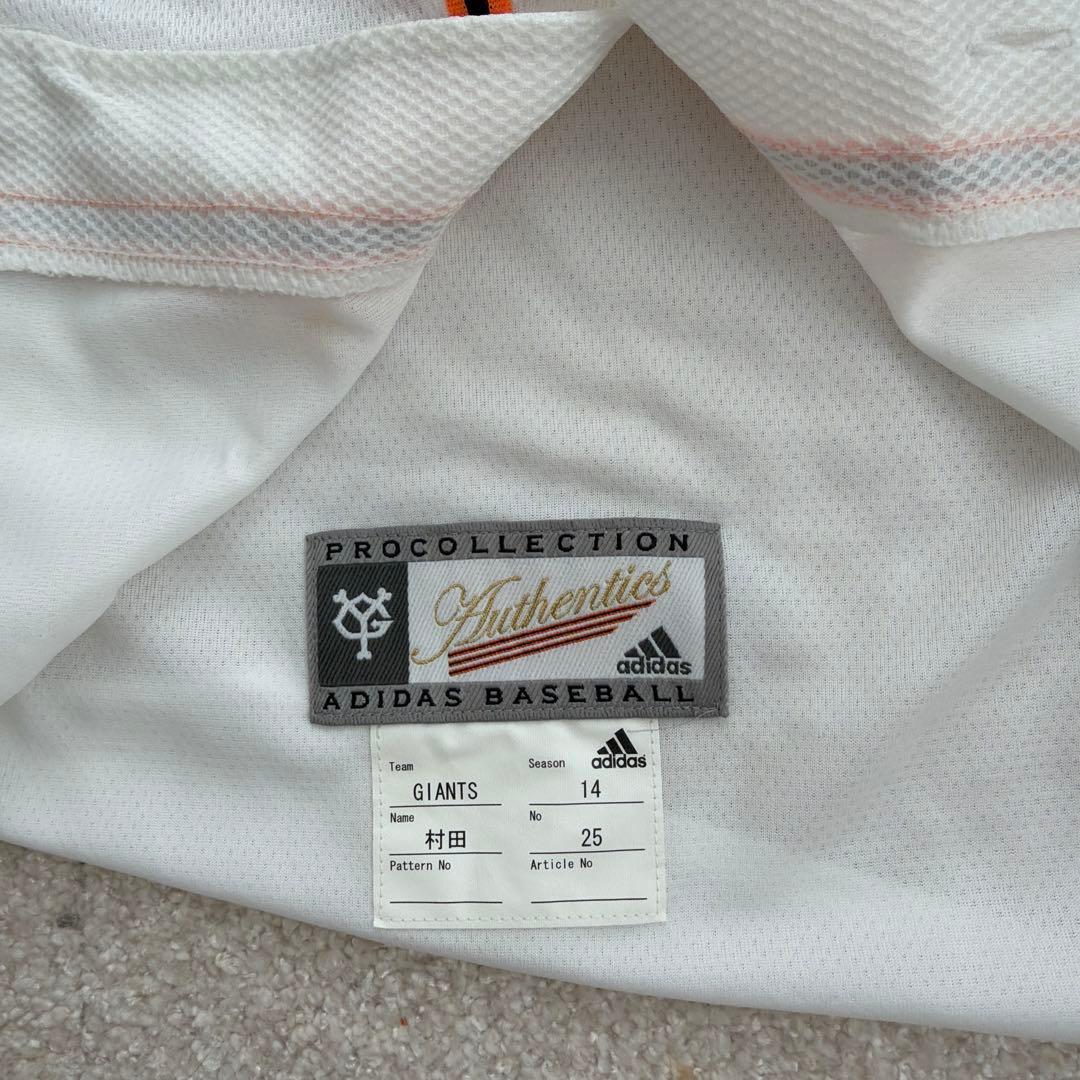 PROCOLLECTION
YG Authentics
adidas
ADIDAS BASEBALL
adidas
Team Season
GIANTS 14
Name No
村田 25
Pattern No Article No